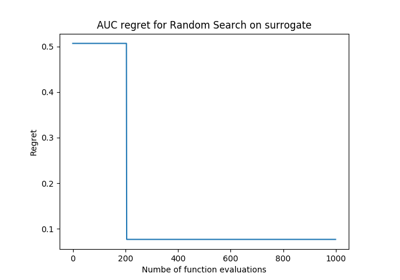 AUC regret for Random Search on surrogate
0.5
0.4
0.3
0.2
0.1
Regret
0 200 400 600 800 1000
Numbe of function evaluations